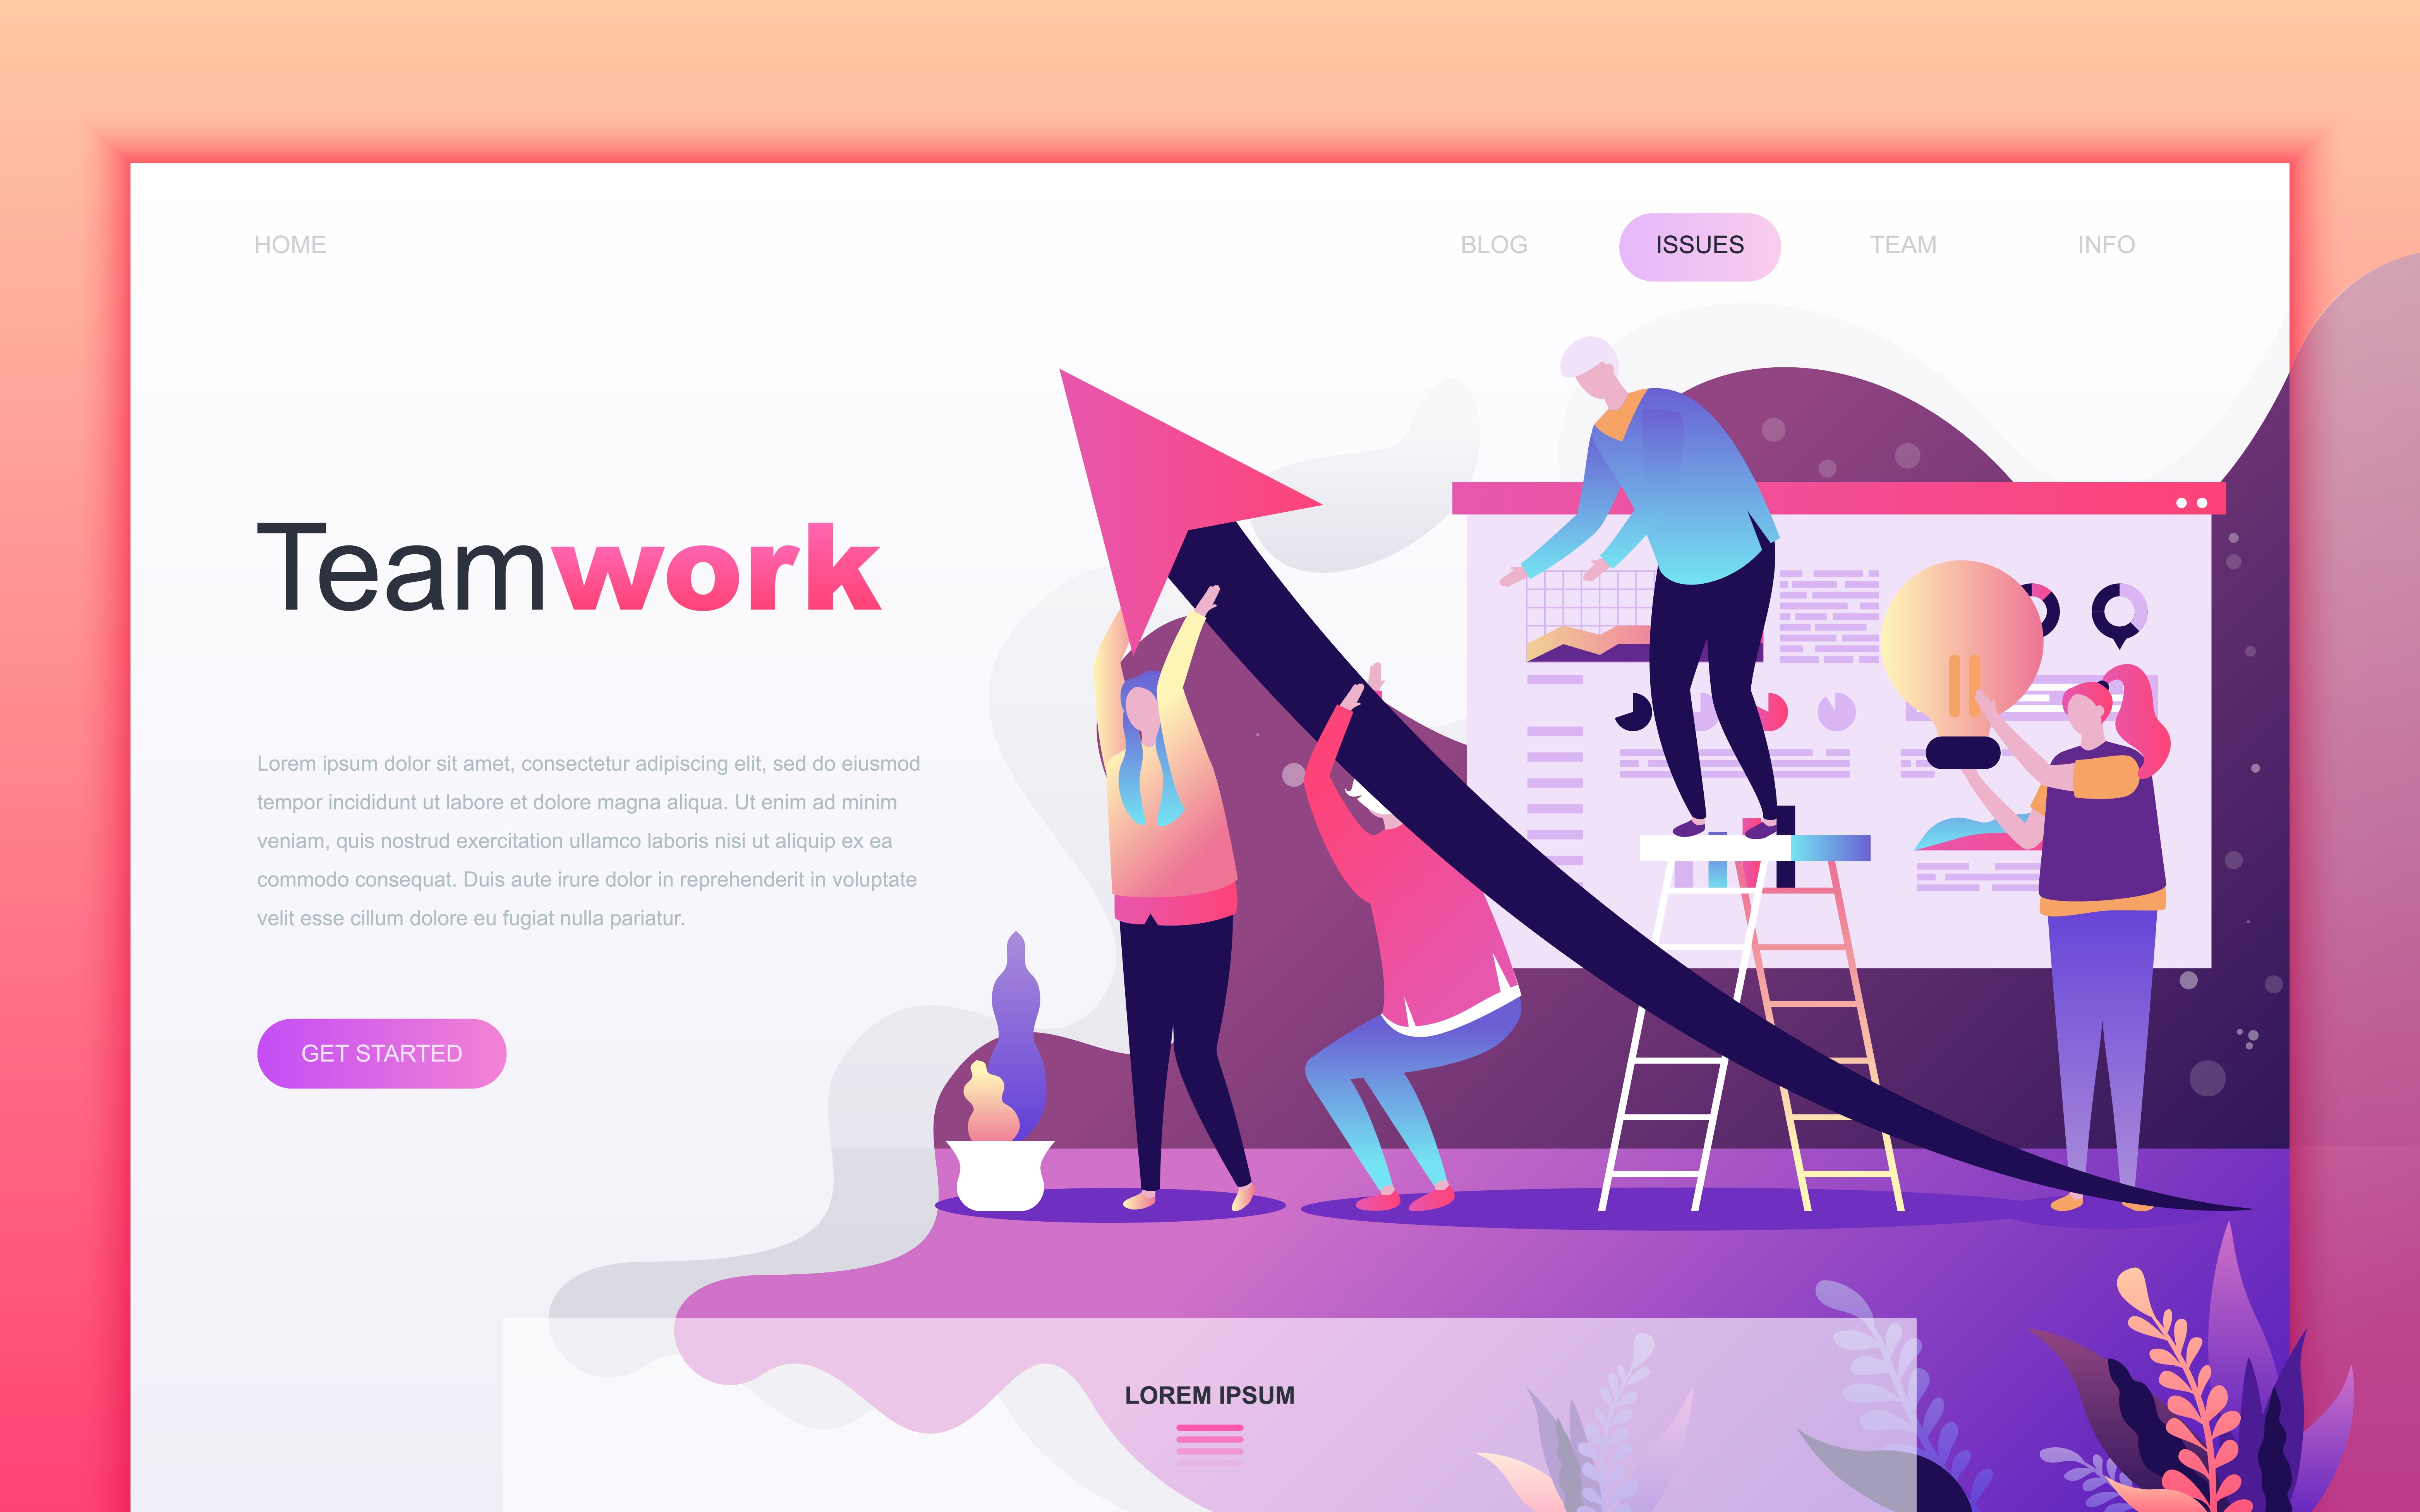 HOME
BLOG
ISSUES
TEAM
INFO
Teamwork
Lorem ipsum dolor sit amet, consectetur adipiscing elit, sed do eiusmod
tempor incididunt ut labore et dolore magna aliqua. Ut enim ad minim
veniam, quis nostrud exercitation ullamco laboris nisi ut aliquip ex ea
commodo consequat. Duis aute irure dolor in reprehenderit in voluptate
velit esse cillum dolore eu fugiat nulla pariatur.
GET STARTED
LOREM IPSUM